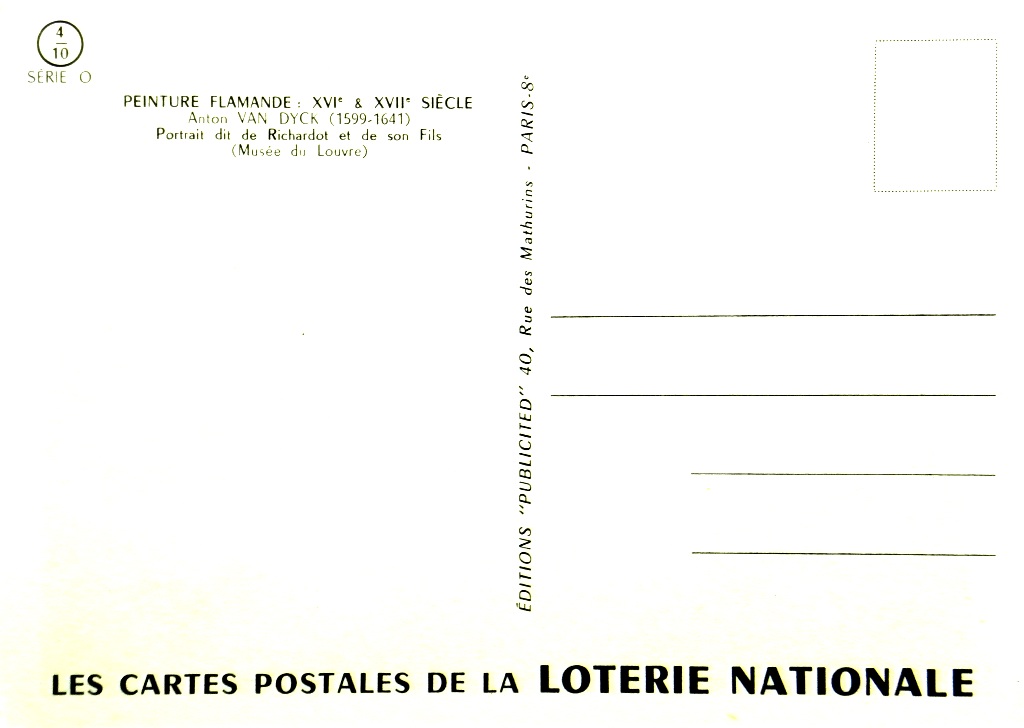 4
10
SÉRIE O
PEINTURE FLAMANDE : XVIᵉ & XVIIᵉ SIÈCLE
Anton VAN DYCK (1599-1641)
Portrait dit de Richardot et de son Fils
(Musée du Louvre)
ÉDITIONS "PUBLICITED" 40, Rue des Mathurins - PARIS-8ᵉ
LES CARTES POSTALES DE LA LOTERIE NATIONALE